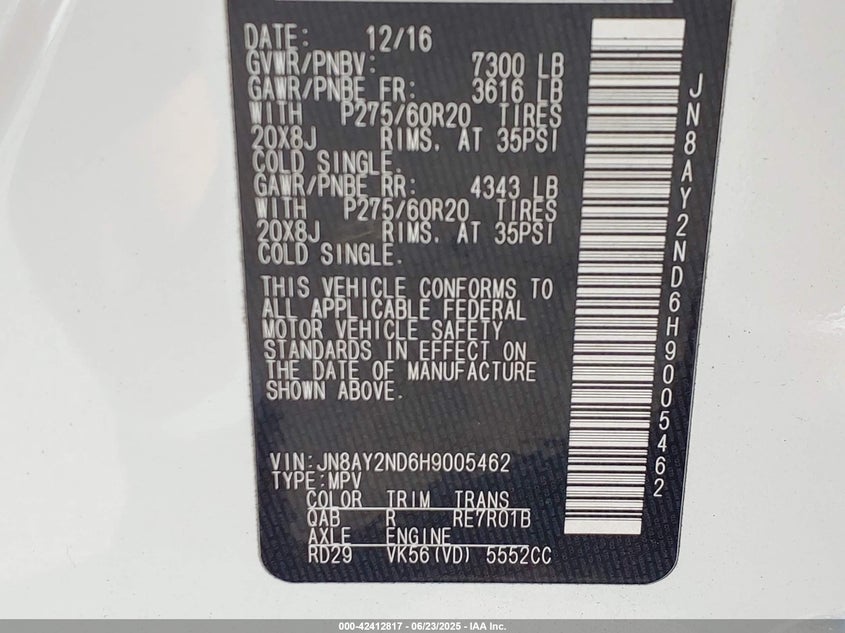 DATE: 12/16
GVWR/PNBV: 7300 LB
GAWR/PNBE FR: 3616 LB
WITH P275/60R20 TIRES
20X8J RIMS. AT 35PSI
COLD SINGLE.
GAWR/PNBE RR: 4343 LB
WITH P275/60R20 TIRES
20X8J RIMS. AT 35PSI
COLD SINGLE.
THIS VEHICLE CONFORMS TO
ALL APPLICABLE FEDERAL
MOTOR VEHICLE SAFETY
STANDARDS IN EFFECT ON
THE DATE OF MANUFACTURE
SHOWN ABOVE.
VIN:JN8AY2ND6H9005462
TYPE:MPV
COLOR TRIM TRANS
QAB R RE7R01B
AXLE ENGINE
RD29 VK56(VD) 5552CC
JN8AY2ND6H9005462
000-42412817 - 06/23/2025 - IAA Inc.